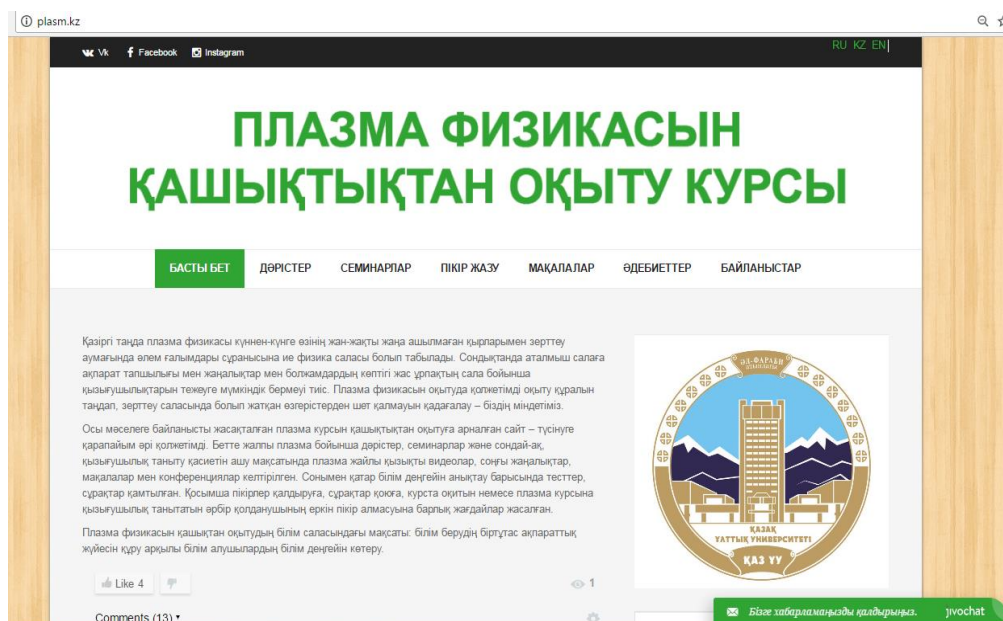 plasm.kz
Vk Facebook Instagram
RU KZ EN
ПЛАЗМА ФИЗИКАСЫН
ҚАШЫҚТЫҚТАН ОҚЫТУ КУРСЫ
БАСТЫ БЕТ ДӘРІСТЕР СЕМИНАРЛАР ПІКІР ЖАЗУ МАҚАЛАЛАР ӘДЕБИЕТТЕР БАЙЛАНЫСТАР
Қазіргі таңда плазма физикасы күннен-күнге өзінің жан-жақты жаңа ашылмаған қырларымен зерттеу
аумағында әлем ғалымдары сұранысына ие физика саласы болып табылады. Сондықтанда аталмыш салаға
ақпарат тапшылығы мен жаңалықтар мен болжамдардың көптігі жас ұрпақтың сала бойынша
қызығушылықтарын тежеуге мүмкіндік бермеуі тиіс. Плазма физикасын оқытуда қолжетімді оқыту құралын
таңдап, зерттеу саласында болып жатқан өзгерістерден шет қалмауын қадағалау – біздің міндетіміз.
Осы мәселеге байланысты жасақталған плазма курсын қашықтықтан оқытуға арналған сайт – түсінуге
қарапайым әрі қолжетімді. Бетте жалпы плазма бойынша дәрістер, семинарлар және сондай-ақ,
қызығушылық таныту қасиетін ашу мақсатында плазма жайлы қызықты видеолар, соңғы жаңалықтар,
мақалалар мен конференциялар келтірілген. Сонымен қатар білім деңгейін анықтау барысында тесттер,
сұрақтар қамтылған. Қосымша пікірлер қалдыруға, сұрақтар қоюға, курста оқитын немесе плазма курсына
қызығушылық танытатын әрбір қолданушының еркін пікір алмасуына барлық жағдайлар жасалған.
Плазма физикасын қашықтан оқытудың білім саласындағы мақсаты: білім берудің біртұтас ақпараттық
жүйесін құру арқылы білім алушылардың білім деңгейін көтеру.
Like 4
1
Comments (13)
ӘЛ-ФАРАБИ
АТЫНДАҒЫ
ҚАЗАҚ
ҰЛТТЫҚ УНИВЕРСИТЕТІ
ҚАЗ ҰУ
Бізге хабарламаңызды қалдырыңыз. jivochat